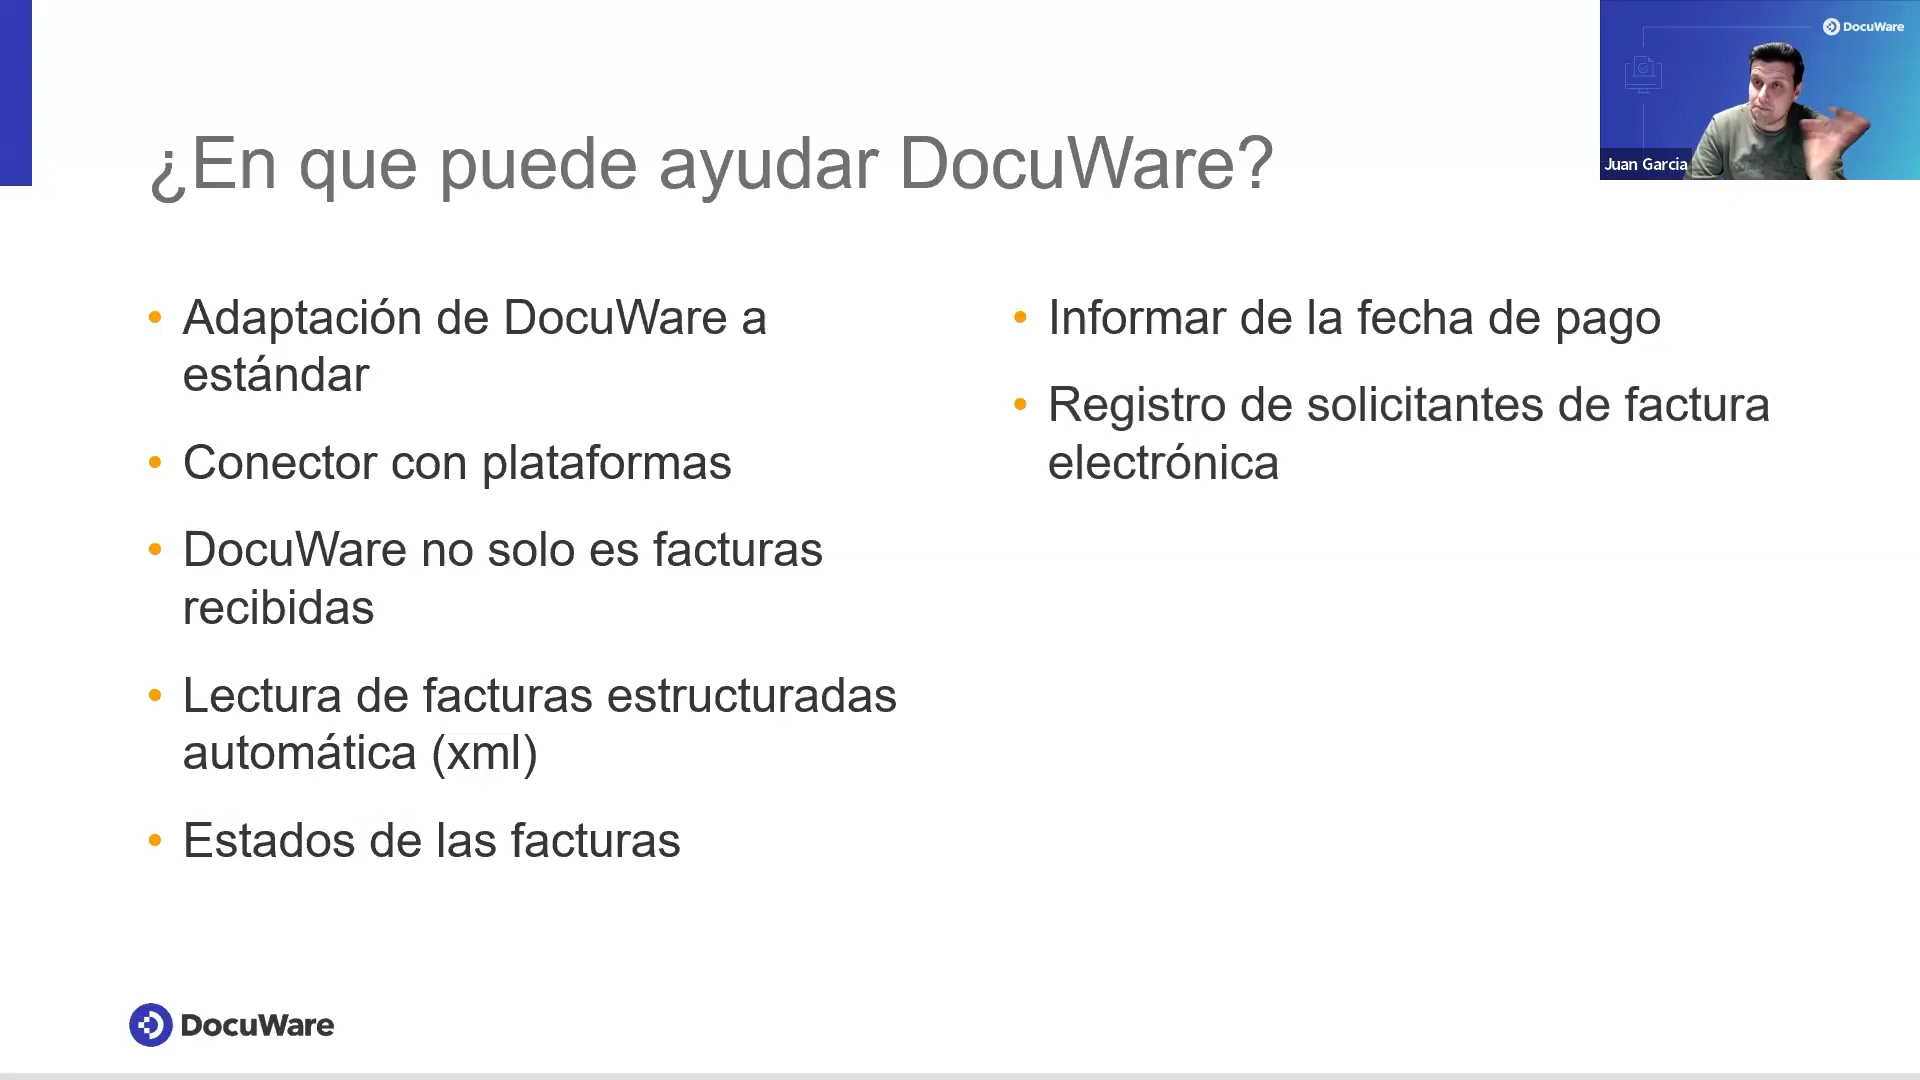 ¿En que puede ayudar DocuWare?
• Adaptación de DocuWare a
estándar
• Conector con plataformas
• DocuWare no solo es facturas
recibidas
• Lectura de facturas estructuradas
automática (xml)
• Estados de las facturas
• Informar de la fecha de pago
• Registro de solicitantes de factura
electrónica
DocuWare
Juan Garcia
DocuWare